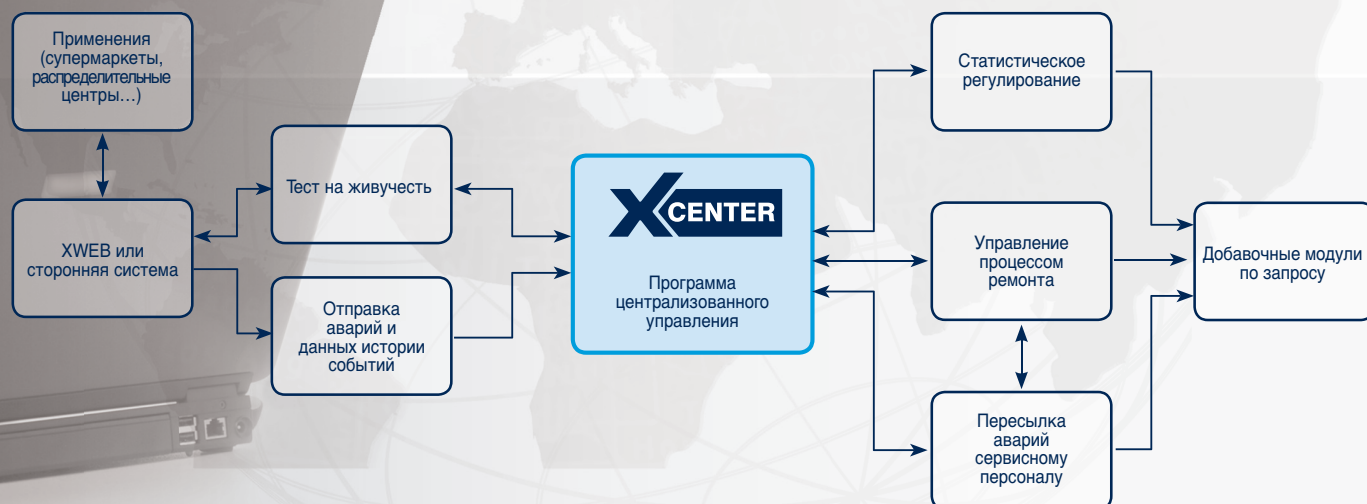 Применения
(супермаркеты,
распределительные
центры...)
XWEB или
сторонняя система
Тест на живучесть
Отправка
аварий и
данных истории
событий
XCENTER
Программа
централизованного
управления
Статистическое
регулирование
Управление
процессом
ремонта
Пересылка
аварий
сервисному
персоналу
Добавочные модули
по запросу